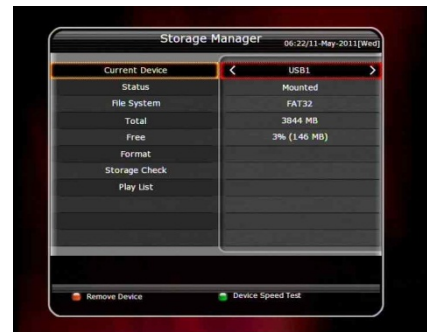 Storage Manager 06:22/11-May-2011[Wed]
Current Device USB1
Status Mounted
File System FAT32
Total 3844 MB
Free 3% (146 MB)
Format
Storage Check
Play List
Remove Device Device Speed Test